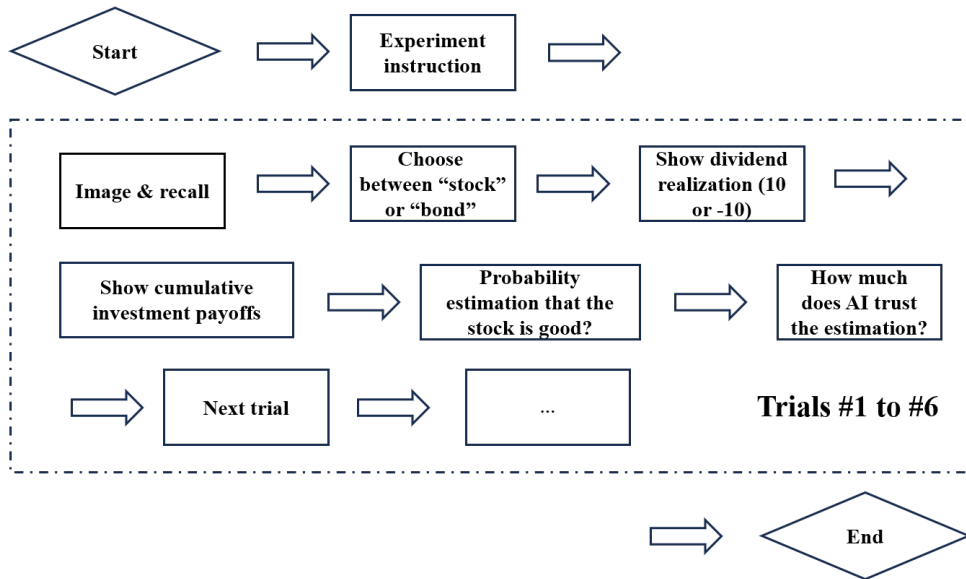 Start
Experiment
instruction
Image & recall
Choose
between “stock”
or “bond”
Show dividend
realization (10
or -10)
Show cumulative
investment payoffs
Probability
estimation that the
stock is good?
How much
does AI trust
the estimation?
Next trial
...
Trials #1 to #6
End